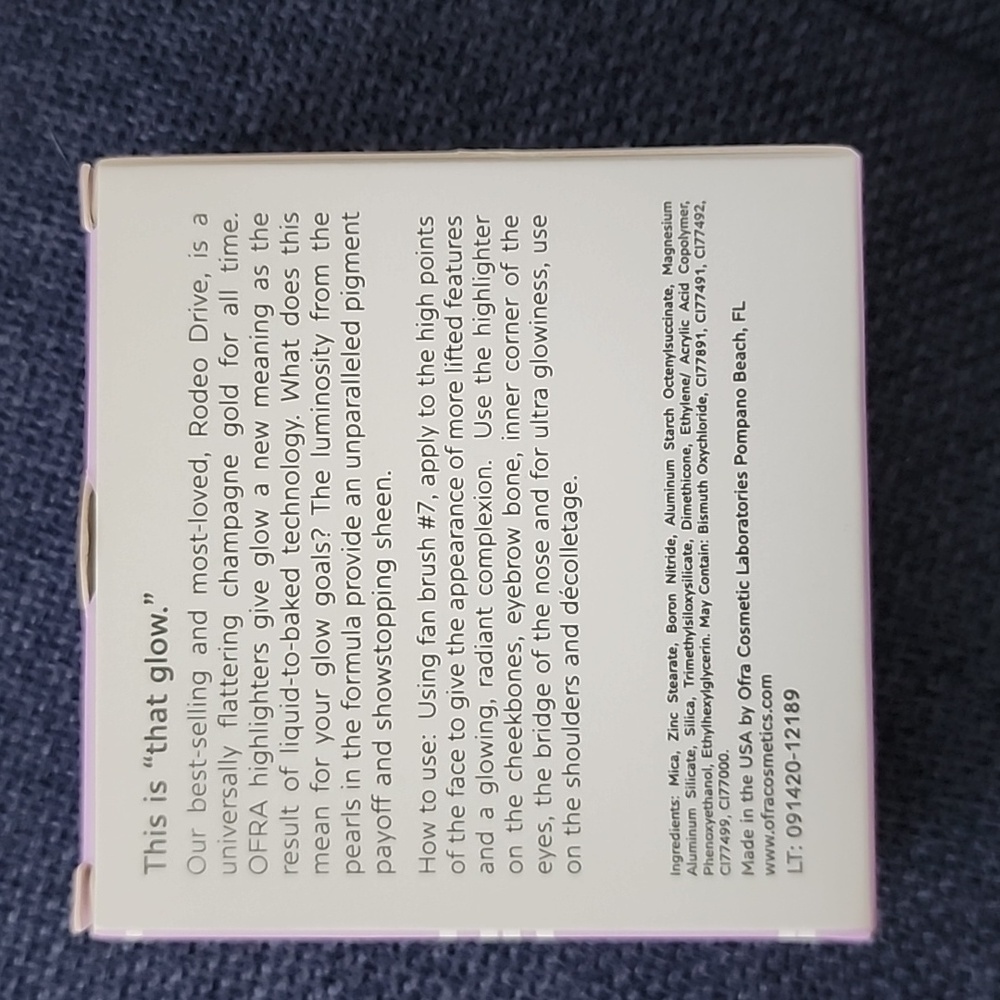 This is “that glow.”
Our best-selling and most-loved, Rodeo Drive, is a
universally flattering champagne gold for all time.
OFRA highlighters give glow a new meaning as the
result of liquid-to-baked technology. What does this
mean for your glow goals? The luminosity from the
pearls in the formula provide an unparalleled pigment
payoff and showstopping sheen.
How to use: Using fan brush #7, apply to the high points
of the face to give the appearance of more lifted features
and a glowing, radiant complexion. Use the highlighter
on the cheekbones, eyebrow bone, inner corner of the
eyes, the bridge of the nose and for ultra glowiness, use
on the shoulders and décolletage.
Ingredients: Mica, Zinc Stearate, Boron Nitride, Aluminum Starch Octenylsuccinate, Magnesium
Aluminum Silicate, Silica, Trimethylsiloxysilicate, Dimethicone, Ethylene/ Acrylic Acid Copolymer,
Phenoxyethanol, Ethylhexylglycerin. May Contain: Bismuth Oxychloride, CI77891, CI77491, CI77492,
CI77499, CI77000.
Made in the USA by Ofra Cosmetic Laboratories Pompano Beach, FL
www.ofracosmetics.com
LT: 091420-12189